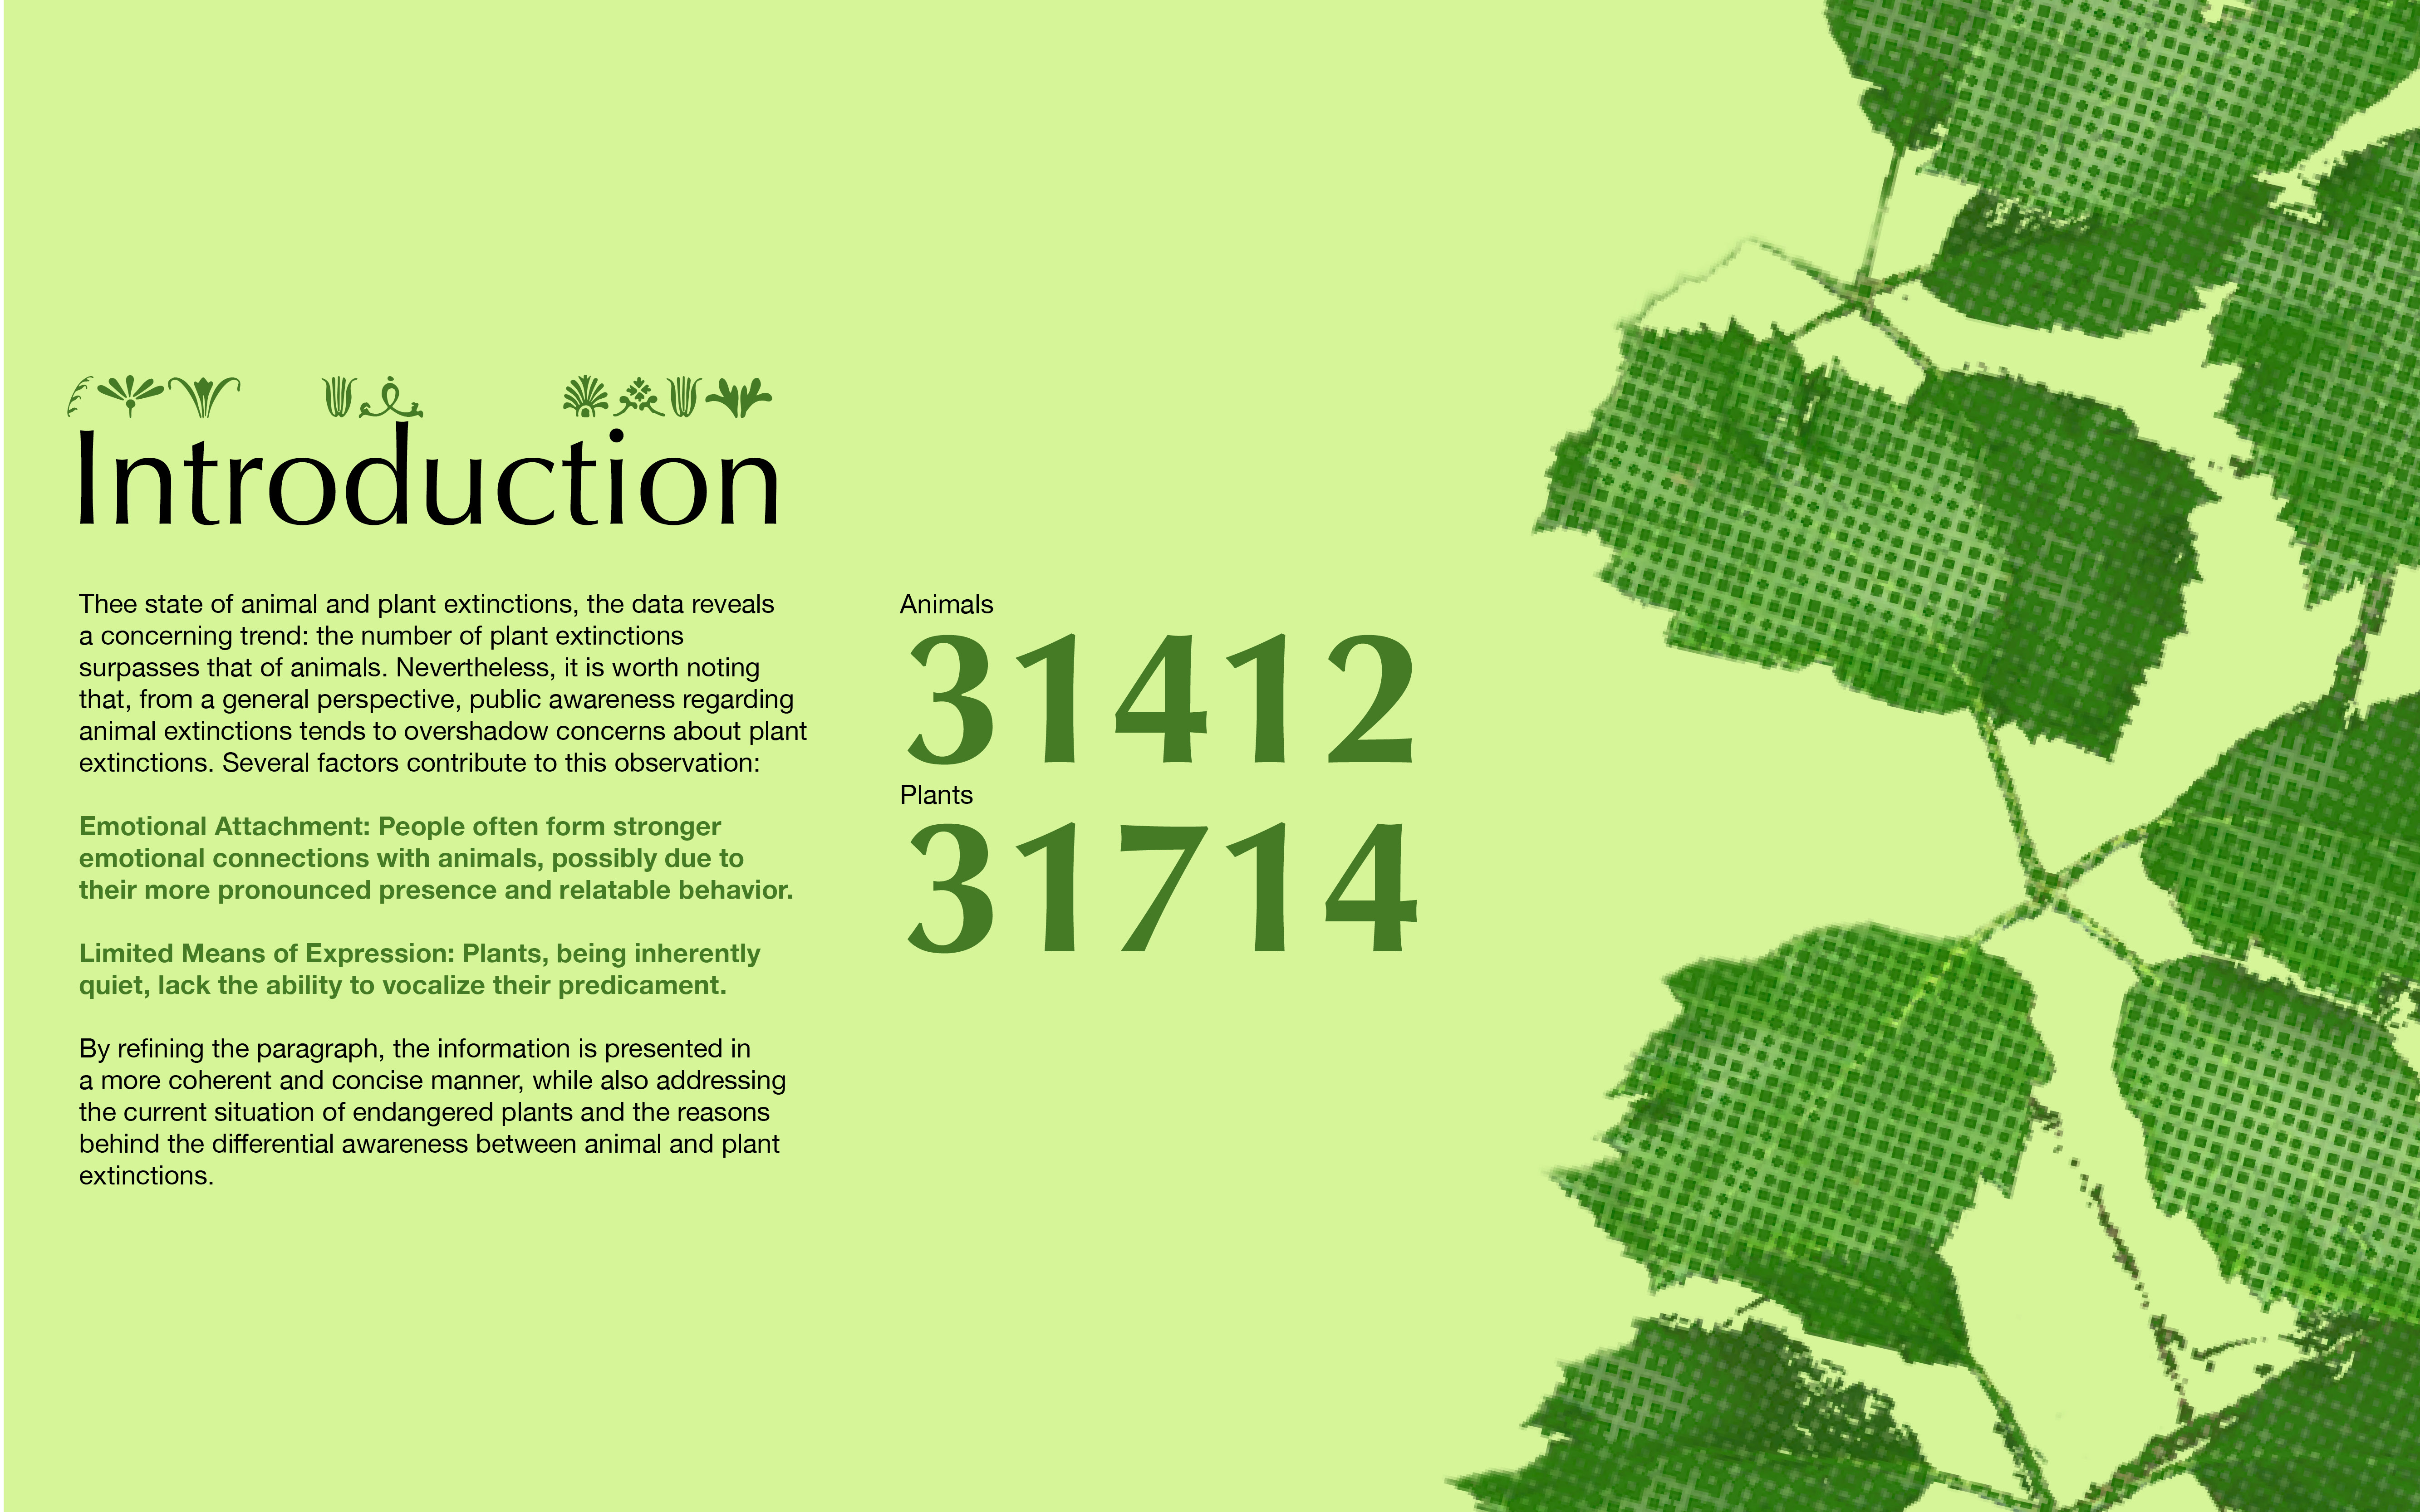 Introduction
Thee state of animal and plant extinctions, the data reveals
a concerning trend: the number of plant extinctions
surpasses that of animals. Nevertheless, it is worth noting
that, from a general perspective, public awareness regarding
animal extinctions tends to overshadow concerns about plant
extinctions. Several factors contribute to this observation:
Emotional Attachment: People often form stronger
emotional connections with animals, possibly due to
their more pronounced presence and relatable behavior.
Limited Means of Expression: Plants, being inherently
quiet, lack the ability to vocalize their predicament.
By refining the paragraph, the information is presented in
a more coherent and concise manner, while also addressing
the current situation of endangered plants and the reasons
behind the differential awareness between animal and plant
extinctions.
Animals
31412
Plants
31714